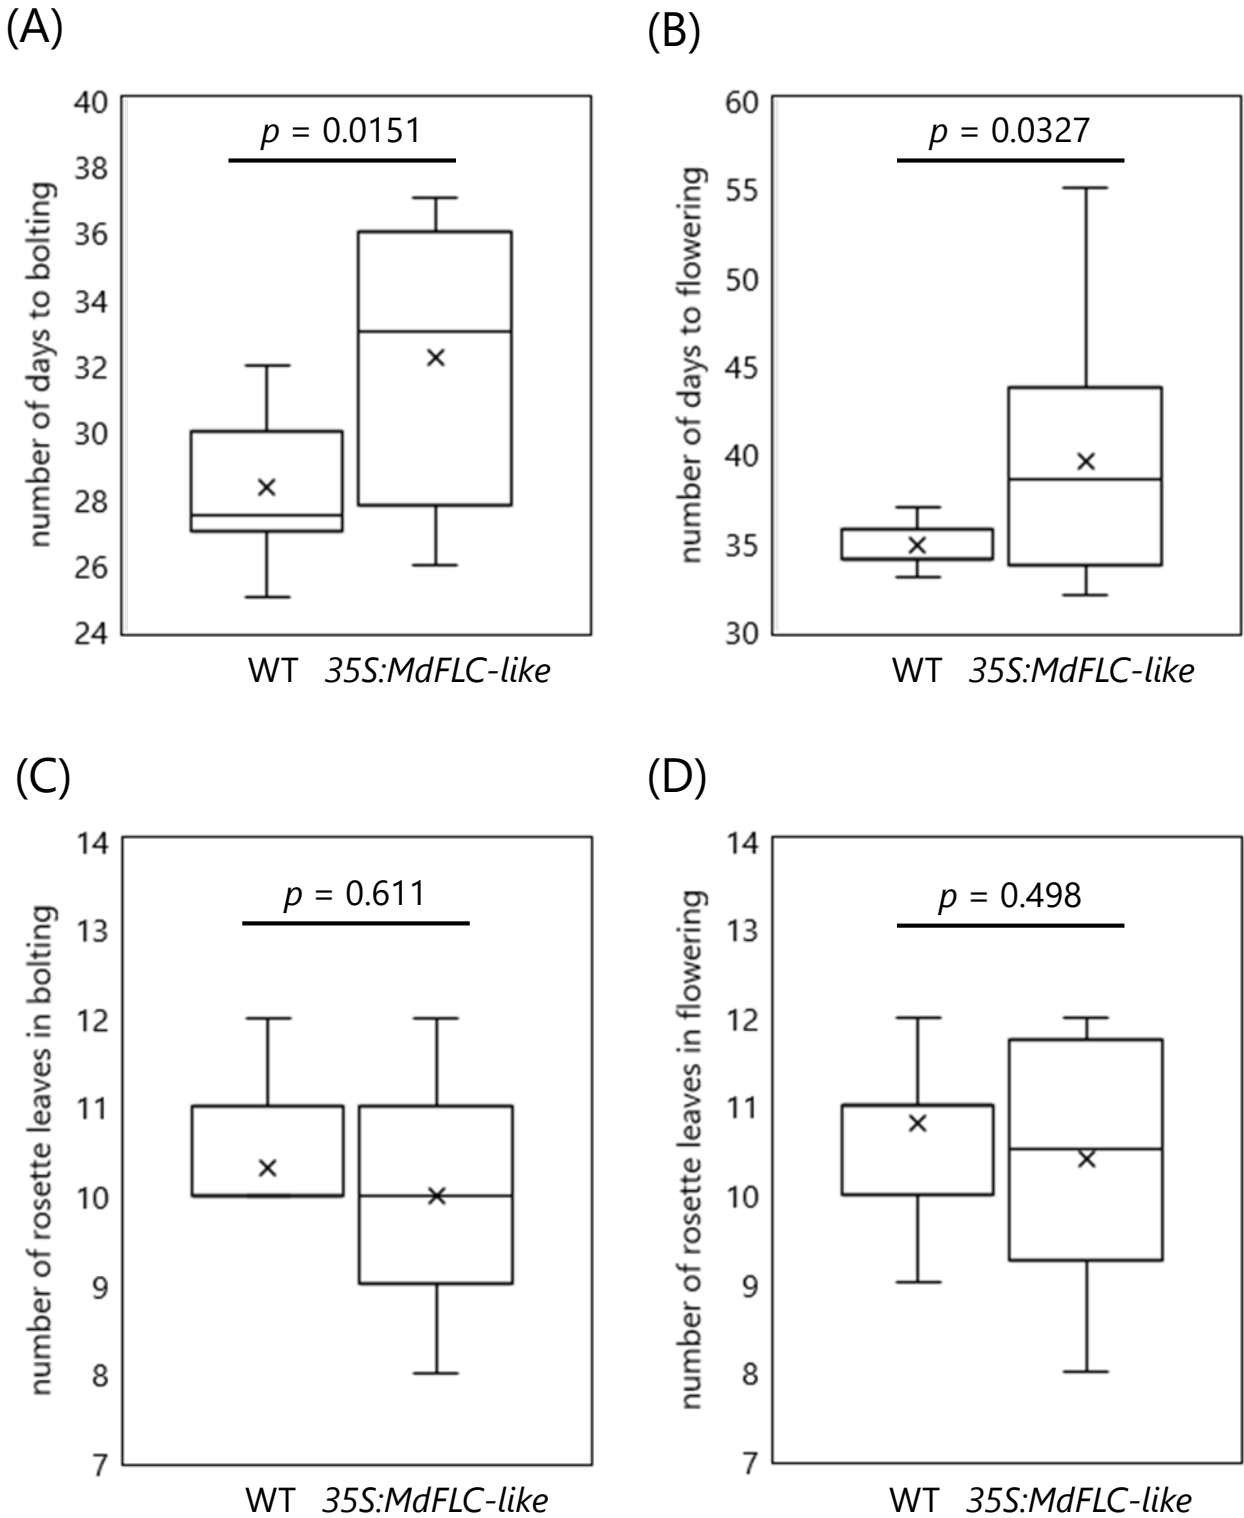 (A)
number of days to bolting
40
38
36
34
32
30
28
26
24
p = 0.0151
WT 35S:MdFLC-like
(B)
number of days to flowering
60
55
50
45
40
35
30
p = 0.0327
WT 35S:MdFLC-like
(C)
number of rosette leaves in bolting
14
13
12
11
10
9
8
7
p = 0.611
WT 35S:MdFLC-like
(D)
number of rosette leaves in flowering
14
13
12
11
10
9
8
7
p = 0.498
WT 35S:MdFLC-like